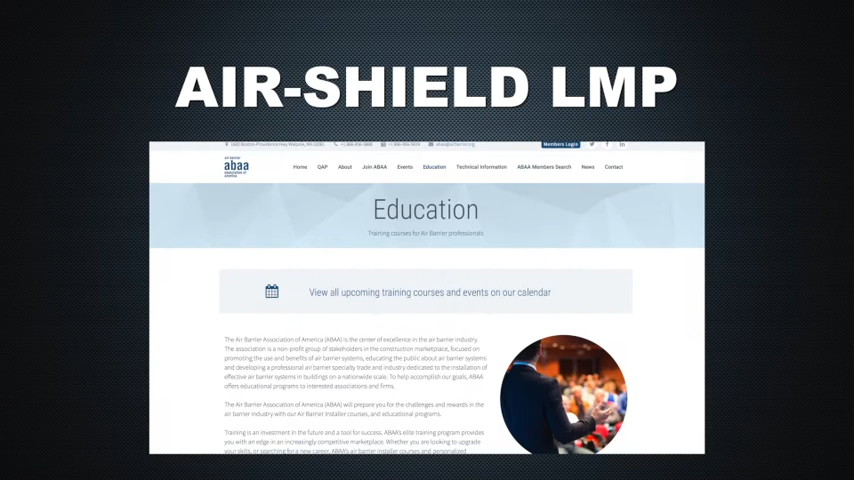 AIR-SHIELD LMP
Members Login
air barrier
abaa
association of
america
Home QAP About Join ABAA Events Education Technical Information ABAA Members Search News Contact
Education
Training courses for Air Barrier professionals
View all upcoming training courses and events on our calendar
The Air Barrier Association of America (ABAA) is the center of excellence in the air barrier industry.
The association is a non-profit group of stakeholders in the construction marketplace, focused on
promoting the use and benefits of air barrier systems, educating the public about air barrier systems
and developing a professional air barrier specialty trade and industry dedicated to the installation of
effective air barrier systems in buildings on a nationwide scale. To help accomplish our goals, ABAA
offers educational programs to interested associations and firms.
The Air Barrier Association of America (ABAA) will prepare you for the challenges and rewards in the
air barrier industry with our Air Barrier Installer courses, and educational programs.
Training is an investment in the future and a tool for success. ABAA's elite training program provides
you with an edge in an increasingly competitive marketplace. Whether you are looking to upgrade
your skills, or searching for a new career, ABAA's air barrier installer courses and personalized